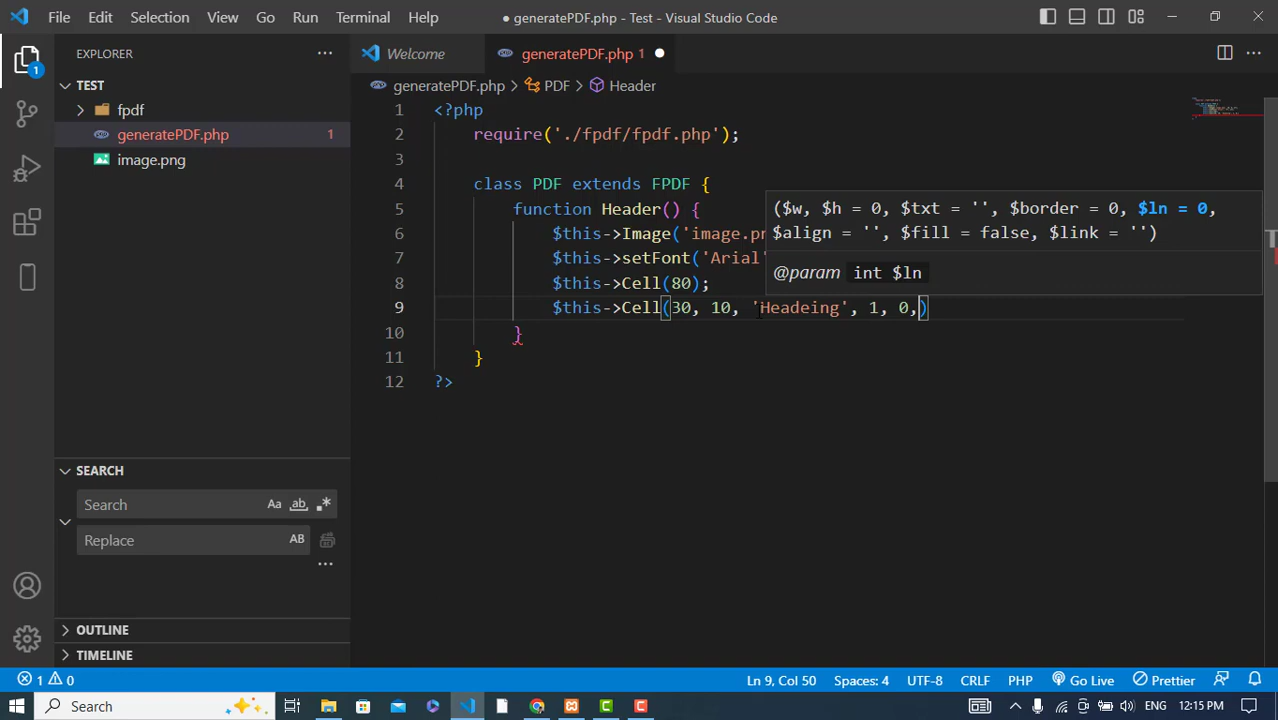 File Edit Selection View Go Run Terminal Help ● generatePDF.php - Test - Visual Studio Code
EXPLORER ···
Welcome
generatePDF.php 1 ●
TEST
fpdf
generatePDF.php 1
image.png
generatePDF.php > PDF > Header
1 <?php
2 require('./fpdf/fpdf.php');
3
4 class PDF extends FPDF {
5 function Header() {
6 $this->Image('image.pn
7 $this->setFont('Arial'
8 $this->Cell(80);
9 $this->Cell(30, 10, 'Headeing', 1, 0,)
10 }
11 }
12 ?>
($w, $h = 0, $txt = '', $border = 0, $ln = 0,
$align = '', $fill = false, $link = '')
@param int $ln
1
SEARCH
Search Aa ab
Replace AB
···
OUTLINE
TIMELINE
1 0 Ln 9, Col 50 Spaces: 4 UTF-8 CRLF PHP Go Live Prettier
Search ENG 12:15 PM